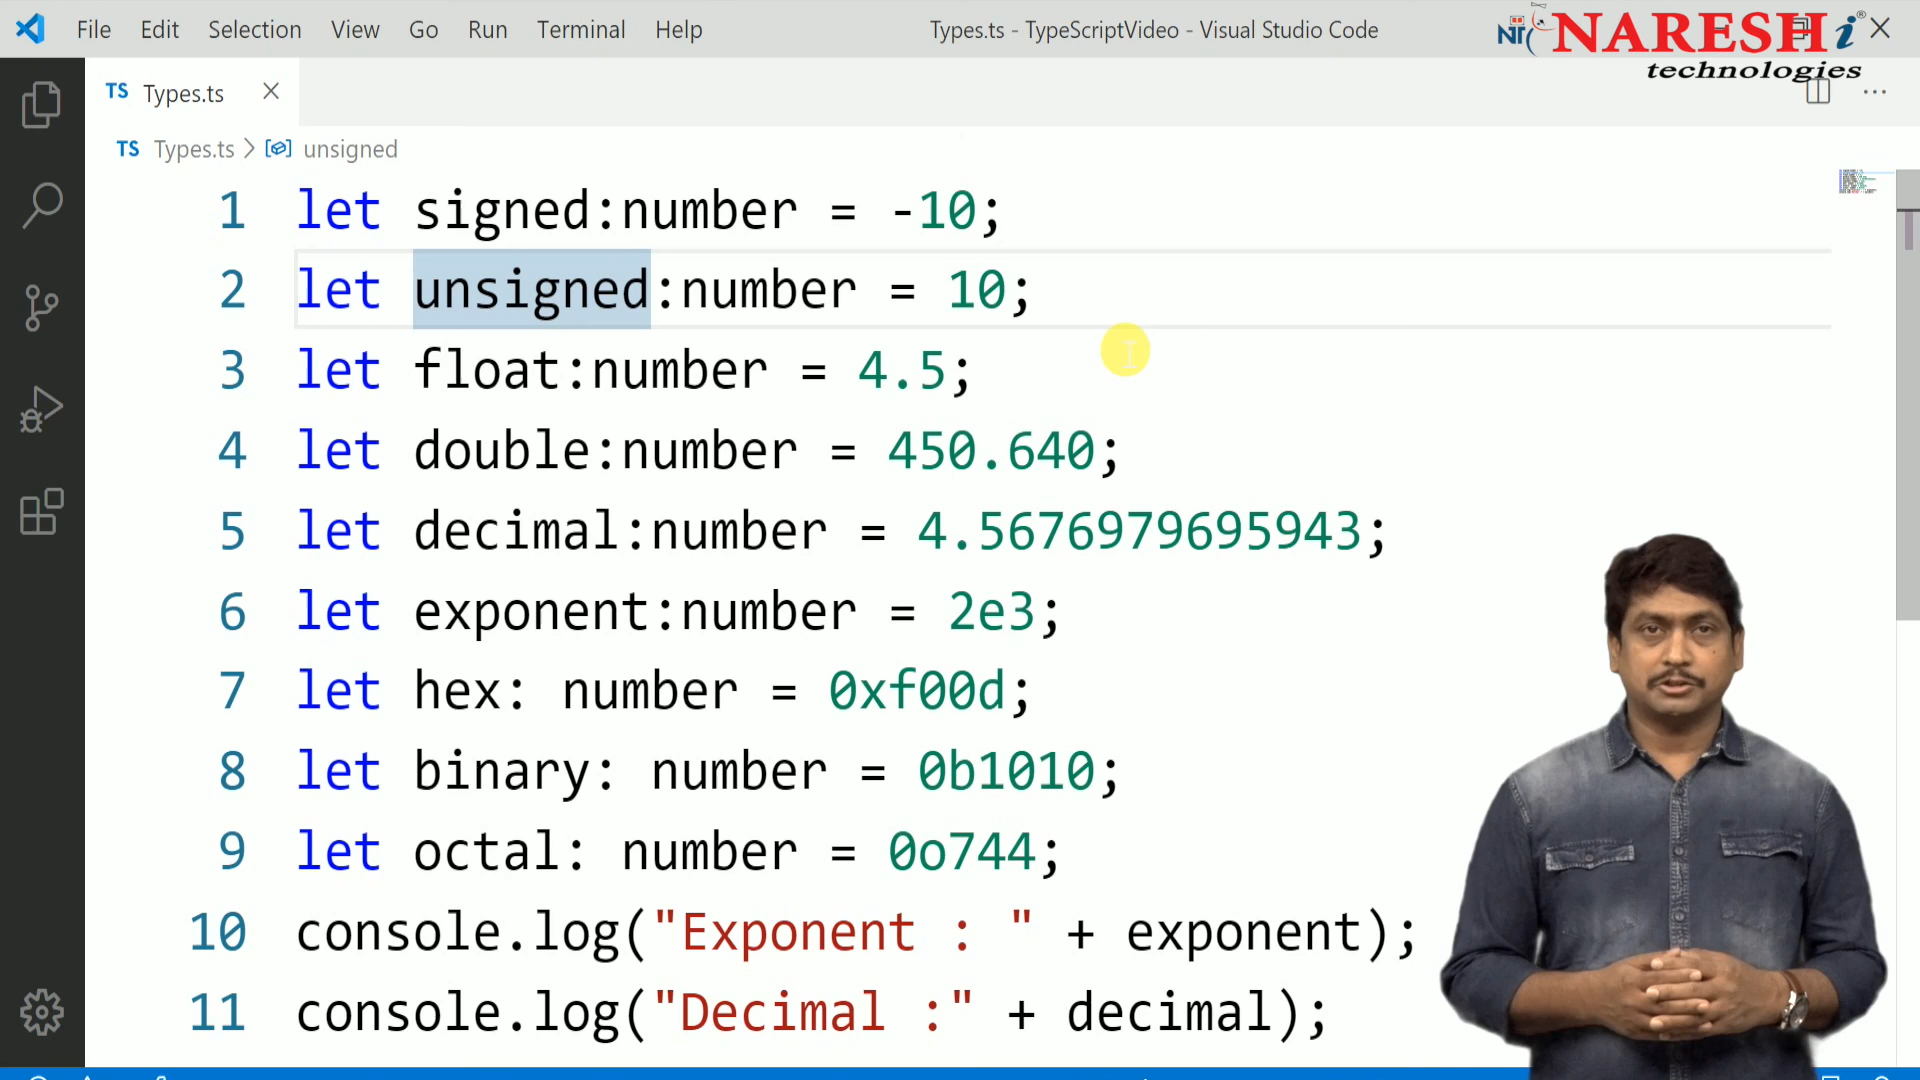 File Edit Selection View Go Run Terminal Help Types.ts - TypeScriptVideo - Visual Studio Code
NARESH i ®
technologies
TS Types.ts
TS Types.ts > unsigned
1 let signed:number = -10;
2 let unsigned:number = 10;
3 let float:number = 4.5;
4 let double:number = 450.640;
5 let decimal:number = 4.5676979695943;
6 let exponent:number = 2e3;
7 let hex: number = 0xf00d;
8 let binary: number = 0b1010;
9 let octal: number = 0o744;
10 console.log("Exponent : " + exponent);
11 console.log("Decimal :" + decimal);